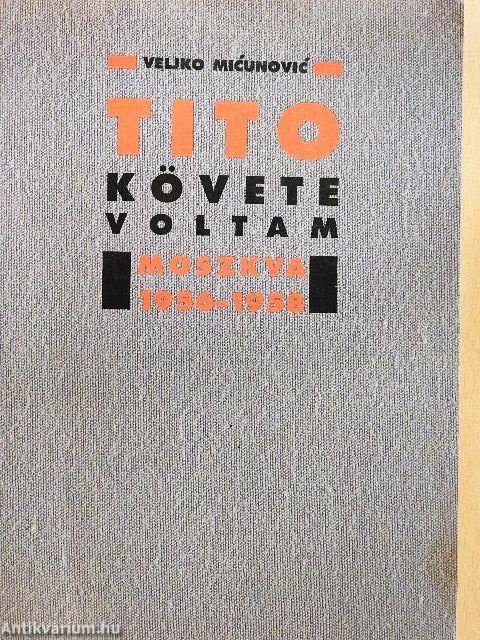 VELJKO MIĆUNOVIĆ
TITO
KÖVETE
VOLTAM
MOSZKVA
1956–1958
Antikvarium.hu